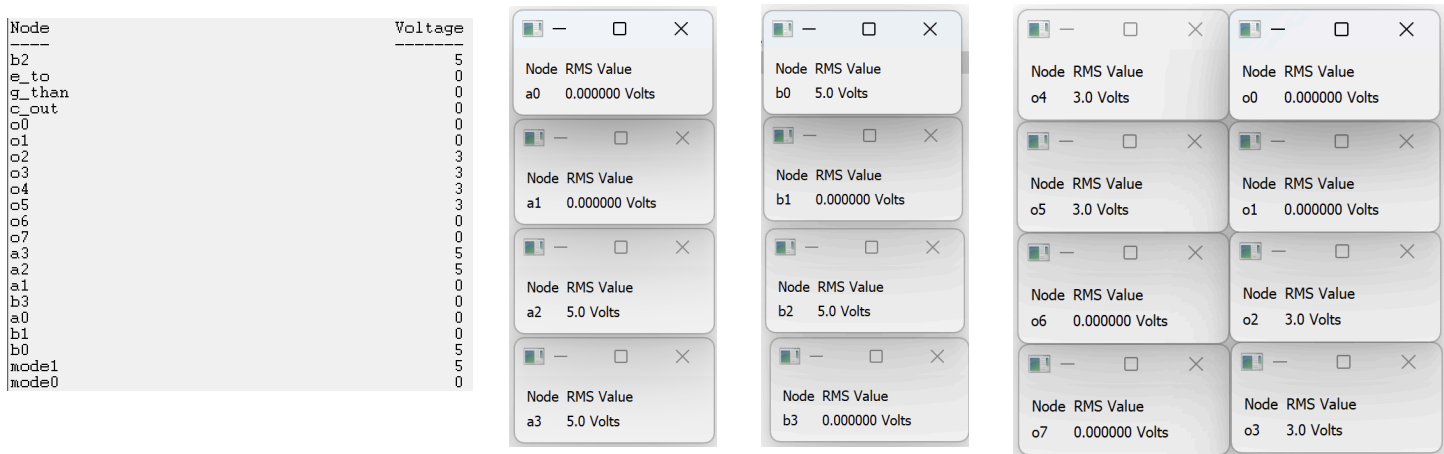 Node Voltage
---- -------
b2 5
e_to 0
g_than 0
c_out 0
o0 0
o1 0
o2 3
o3 3
o4 3
o5 3
o6 0
o7 0
a3 5
a2 5
a1 0
b3 0
a0 0
b1 0
b0 5
mode1 5
mode0 0
Node RMS Value
a0 0.000000 Volts
Node RMS Value
a1 0.000000 Volts
Node RMS Value
a2 5.0 Volts
Node RMS Value
a3 5.0 Volts
Node RMS Value
b0 5.0 Volts
Node RMS Value
b1 0.000000 Volts
Node RMS Value
b2 5.0 Volts
Node RMS Value
b3 0.000000 Volts
Node RMS Value
o4 3.0 Volts
Node RMS Value
o5 3.0 Volts
Node RMS Value
o6 0.000000 Volts
Node RMS Value
o7 0.000000 Volts
Node RMS Value
o0 0.000000 Volts
Node RMS Value
o1 0.000000 Volts
Node RMS Value
o2 3.0 Volts
Node RMS Value
o3 3.0 Volts